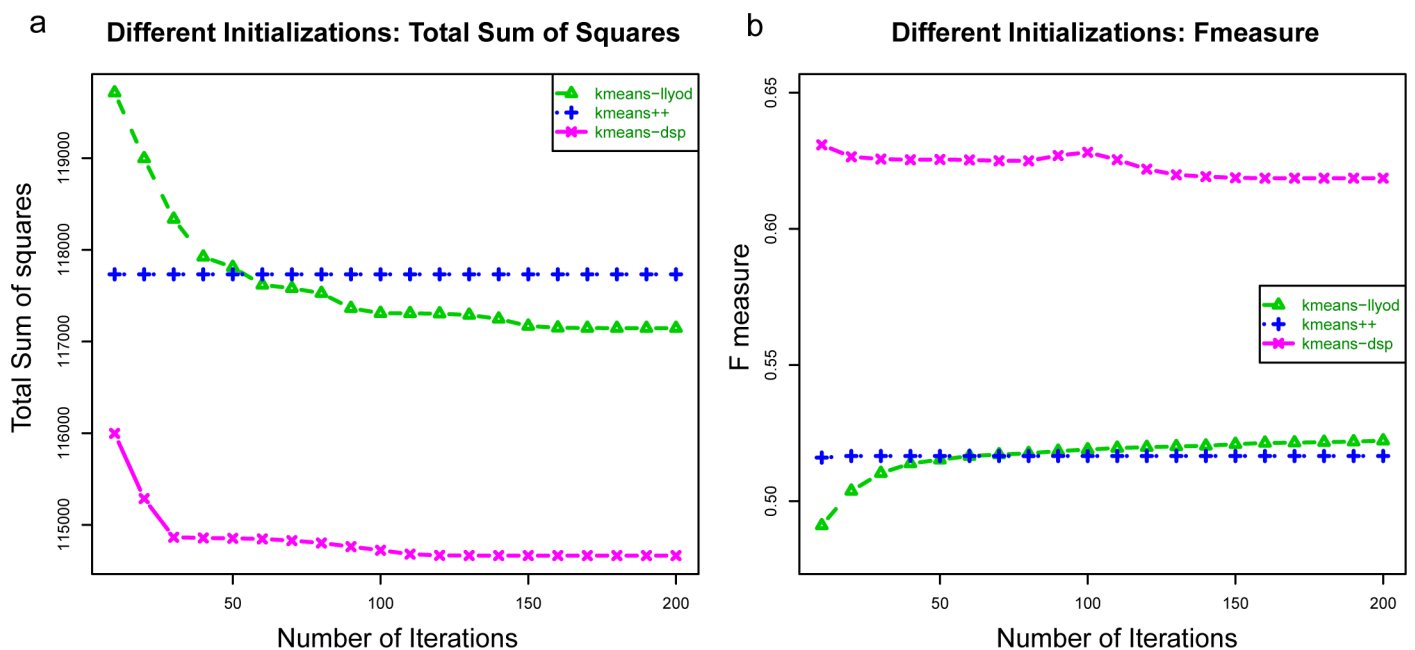 a
Different Initializations: Total Sum of Squares
kmeans-llyod
kmeans++
kmeans-dsp
Total Sum of squares
119000
118000
117000
116000
115000
50
100
150
200
Number of Iterations
b
Different Initializations: Fmeasure
F measure
0.65
0.60
0.55
0.50
kmeans-llyod
kmeans++
kmeans-dsp
50
100
150
200
Number of Iterations